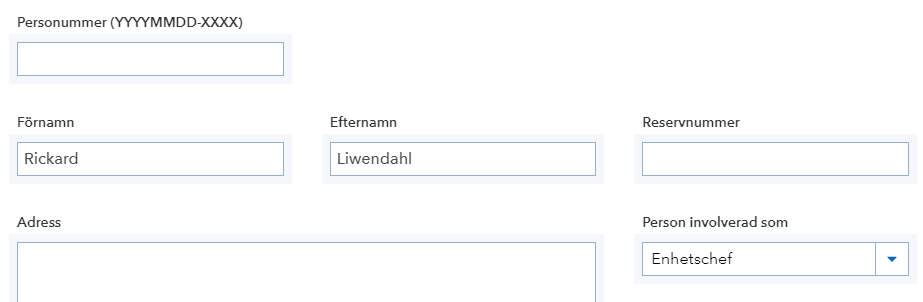 Personummer (YYYYMMDD-XXXX)
Förnamn Efternamn Reservnummer
Rickard Liwendahl
Adress Person involverad som
Enhetschef